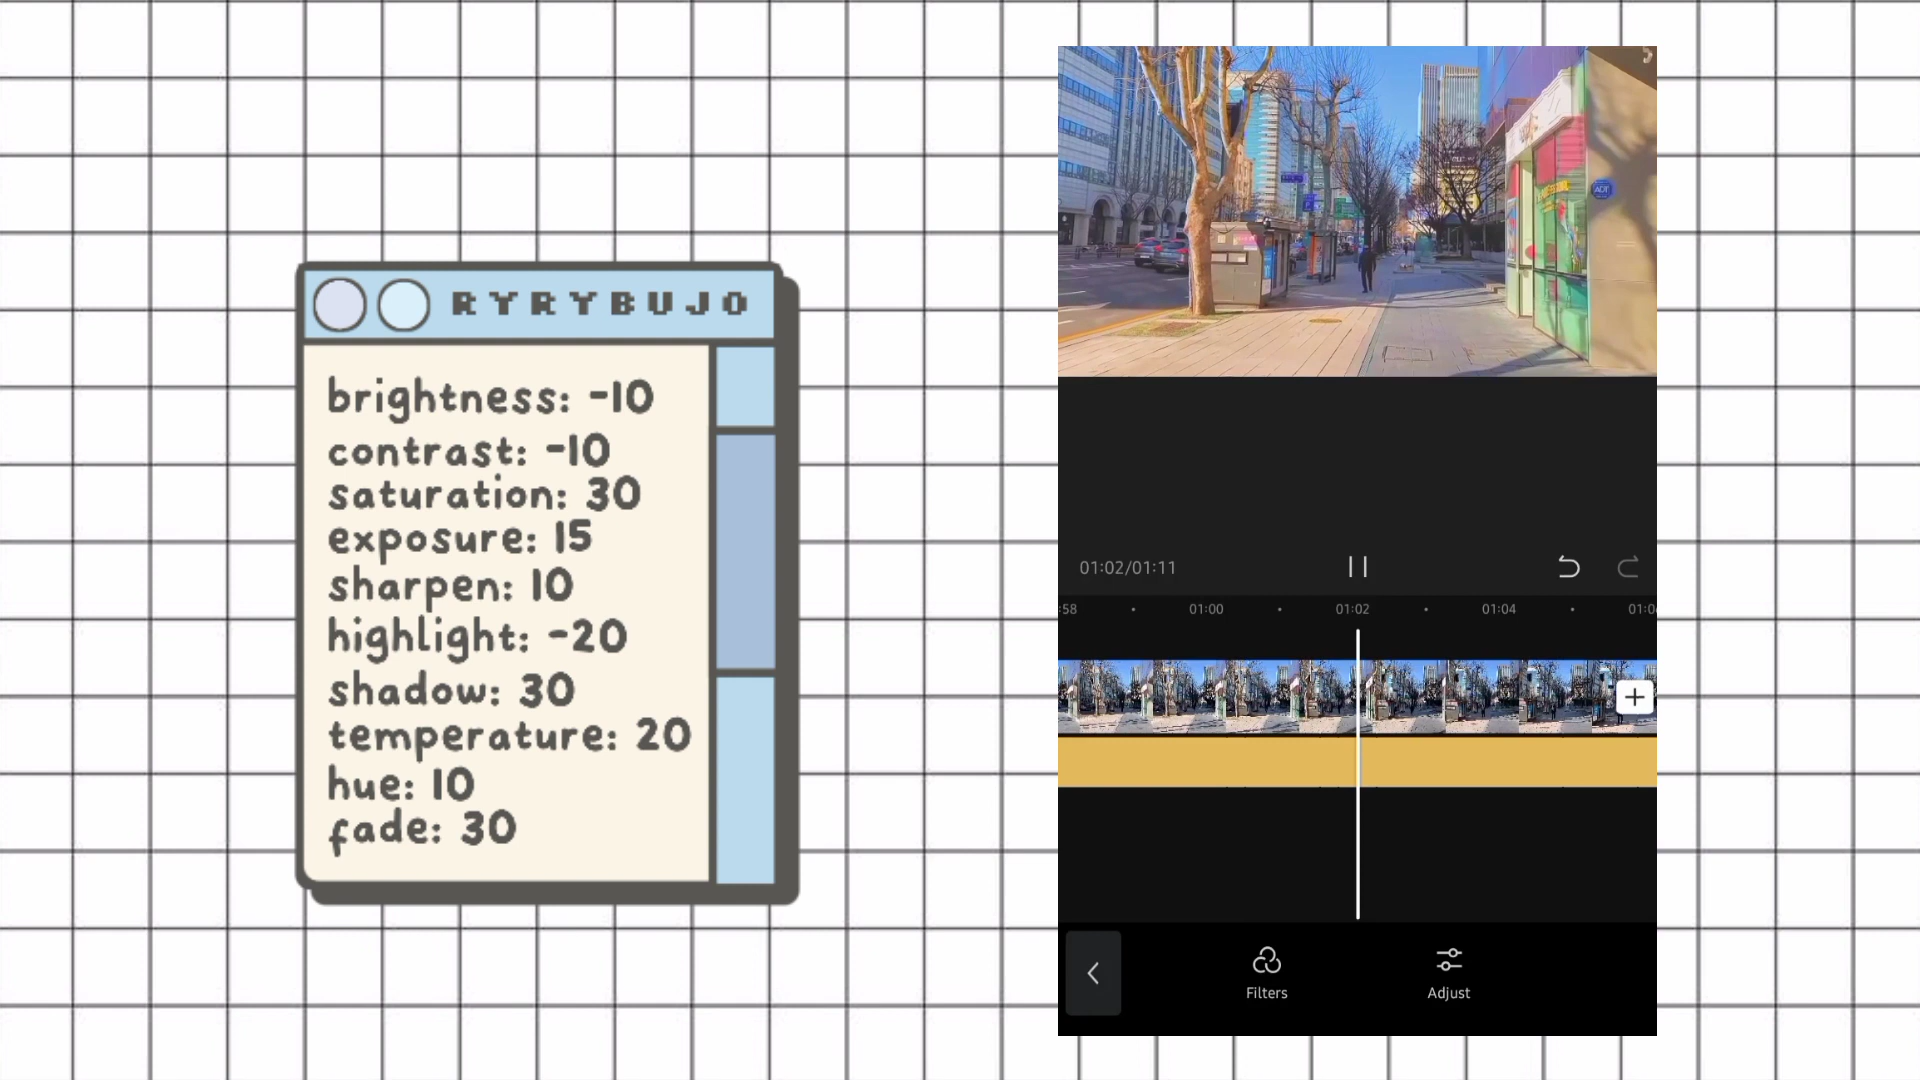 RYRYBUJO
brightness: -10
contrast: -10
saturation: 30
exposure: 15
sharpen: 10
highlight: -20
shadow: 30
temperature: 20
hue: 10
fade: 30
ADT
01:02/01:11
:58 01:00 01:02 01:04
Filters Adjust